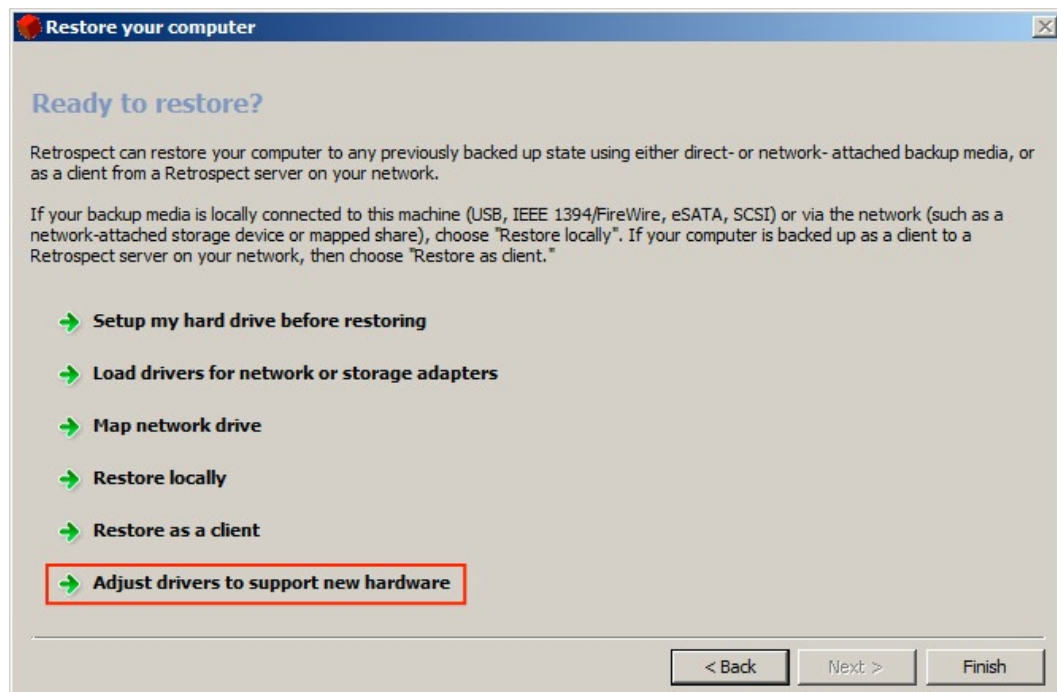 Restore your computer
Ready to restore?
Retrospect can restore your computer to any previously backed up state using either direct- or network- attached backup media, or
as a client from a Retrospect server on your network.
If your backup media is locally connected to this machine (USB, IEEE 1394/FireWire, eSATA, SCSI) or via the network (such as a
network-attached storage device or mapped share), choose "Restore locally". If your computer is backed up as a client to a
Retrospect server on your network, then choose "Restore as client."
Setup my hard drive before restoring
Load drivers for network or storage adapters
Map network drive
Restore locally
Restore as a client
Adjust drivers to support new hardware
< Back Next > Finish